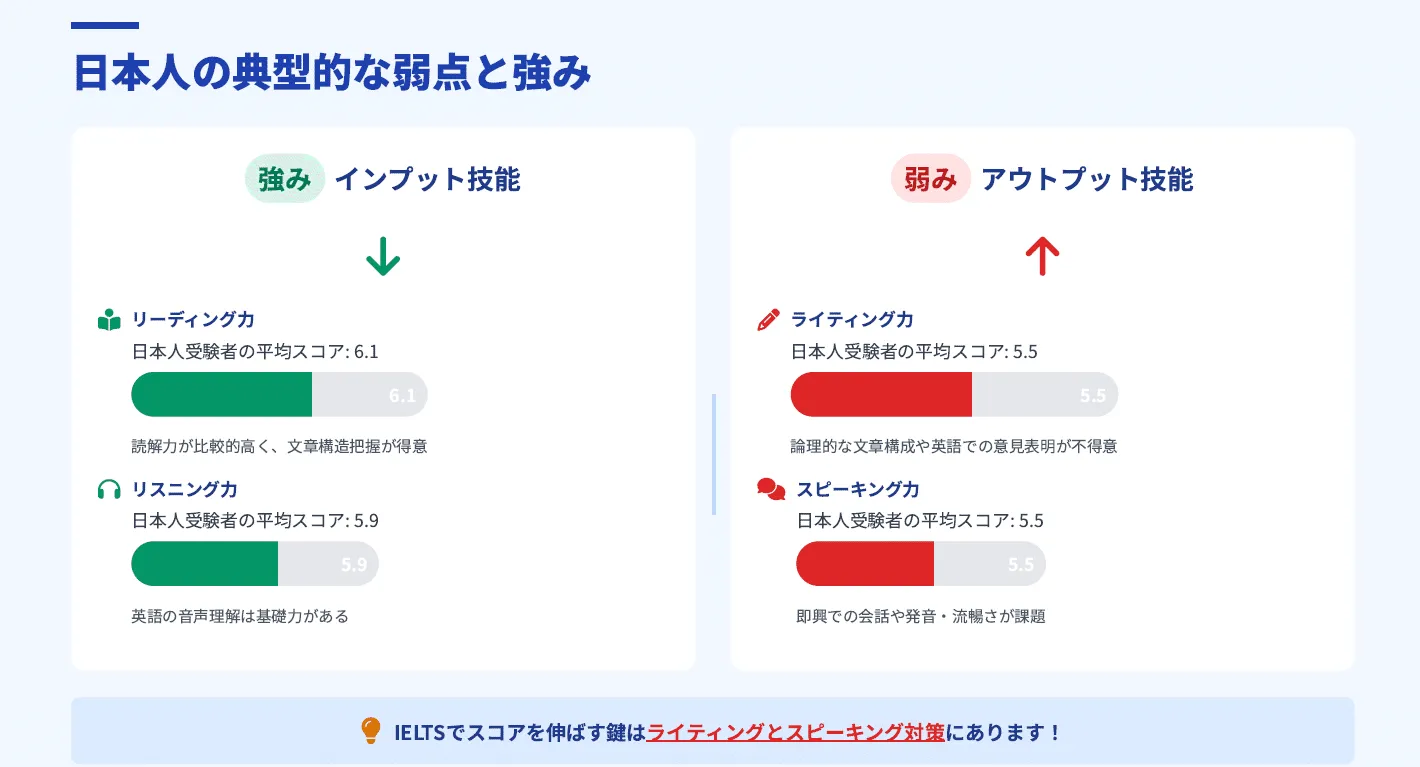 日本人の典型的な弱点と強み
強み インプット技能
リーディング力
日本人受験者の平均スコア: 6.1
6.1
読解力が比較的高く、文章構造把握が得意
リスニング力
日本人受験者の平均スコア: 5.9
5.9
英語の音声理解は基礎力がある
弱み アウトプット技能
ライティング力
日本人受験者の平均スコア: 5.5
5.5
論理的な文章構成や英語での意見表明が不得意
スピーキング力
日本人受験者の平均スコア: 5.5
5.5
即興での会話や発音・流暢さが課題
IELTSでスコアを伸ばす鍵はライティングとスピーキング対策にあります！